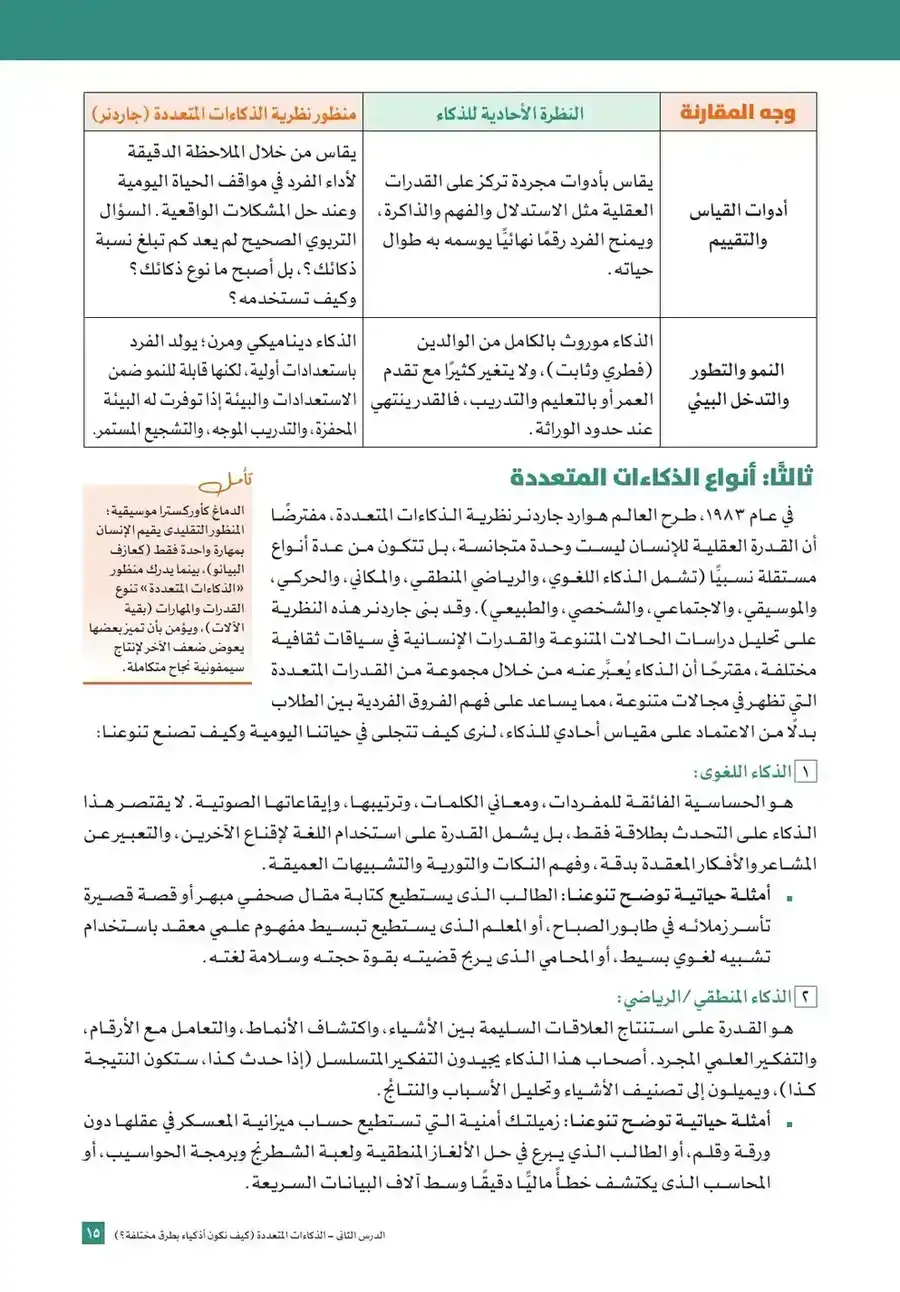 وجه المقارنة
النظرة الأحادية للذكاء
منظور نظرية الذكاءات المتعددة (جاردنر)
أدوات القياس
والتقييم
يقاس بأدوات مجردة تركز على القدرات
العقلية مثل الاستدلال والفهم والذاكرة،
ويمنح الفرد رقمًا نهائيًّا يوسمه به طوال
حياته.
يقاس من خلال الملاحظة الدقيقة
لأداء الفرد في مواقف الحياة اليومية
وعند حل المشكلات الواقعية. السؤال
التربوي الصحيح لم يعد كم تبلغ نسبة
ذكائك؟، بل أصبح ما نوع ذكائك؟
وكيف تستخدمه؟
النمو والتطور
والتدخل البيئي
الذكاء موروث بالكامل من الوالدين
(فطري وثابت)، ولا يتغير كثيرًا مع تقدم
العمر أو بالتعليم والتدريب، فالقدر ينتهي
عند حدود الوراثة.
الذكاء ديناميكي ومرن؛ يولد الفرد
باستعدادات أولية، لكنها قابلة للنمو ضمن
الاستعدادات والبيئة إذا توفرت له البيئة
المحفزة، والتدريب الموجه، والتشجيع المستمر.
ثالثًا: أنواع الذكاءات المتعددة
في عام ١٩٨٣، طرح العالم هوارد جاردنر نظرية الذكاءات المتعددة، مفترضًا
أن القدرة العقلية للإنسان ليست وحدة متجانسة، بل تتكون من عدة أنواع
مستقلة نسبيًّا (تشمل الذكاء اللغوي، والرياضي المنطقي، والمكاني، والحركي،
والموسيقي، والاجتماعي، والشخصي، والطبيعي). وقد بنى جاردنر هذه النظرية
على تحليل دراسات الحالات المتنوعة والقدرات الإنسانية في سياقات ثقافية
مختلفة، مقترحًا أن الذكاء يُعبَّر عنه من خلال مجموعة من القدرات المتعددة
التي تظهر في مجالات متنوعة، مما يساعد على فهم الفروق الفردية بين الطلاب
بدلًا من الاعتماد على مقياس أحادي للذكاء، لنرى كيف تتجلى في حياتنا اليومية وكيف تصنع تنوعنا:
تأمل
الدماغ كأوركسترا موسيقية؛
المنظور التقليدى يقيم الإنسان
بمهارة واحدة فقط (كعازف
البيانو)، بينما يدرك منظور
«الذكاءات المتعددة» تنوع
القدرات والمهارات (بقية
الآلات)، ويؤمن بأن تميز بعضها
يعوض ضعف الآخر لإنتاج
سيمفونية نجاح متكاملة.
١ الذكاء اللغوى:
هو الحساسية الفائقة للمفردات، ومعاني الكلمات، وترتيبها، وإيقاعاتها الصوتية. لا يقتصر هذا
الذكاء على التحدث بطلاقة فقط، بل يشمل القدرة على استخدام اللغة لإقناع الآخرين، والتعبير عن
المشاعر والأفكار المعقدة بدقة، وفهم النكات والتورية والتشبيهات العميقة.
▪ أمثلة حياتية توضح تنوعنا: الطالب الذى يستطيع كتابة مقال صحفي مبهر أو قصة قصيرة
تأسر زملائه في طابور الصباح، أو المعلم الذى يستطيع تبسيط مفهوم علمي معقد باستخدام
تشبيه لغوي بسيط، أو المحامي الذى يربح قضيته بقوة حجته وسلامة لغته.
٢ الذكاء المنطقي/الرياضي:
هو القدرة على استنتاج العلاقات السليمة بين الأشياء، واكتشاف الأنماط، والتعامل مع الأرقام،
والتفكير العلمي المجرد. أصحاب هذا الذكاء يجيدون التفكير المتسلسل (إذا حدث كذا، ستكون النتيجة
كذا)، ويميلون إلى تصنيف الأشياء وتحليل الأسباب والنتائج.
▪ أمثلة حياتية توضح تنوعنا: زميلتك أمنية التي تستطيع حساب ميزانية المعسكر في عقلها دون
ورقة وقلم، أو الطالب الذي يبرع في حل الألغاز المنطقية ولعبة الشطرنج وبرمجة الحواسيب، أو
المحاسب الذى يكتشف خطأً ماليًّا دقيقًا وسط آلاف البيانات السريعة.
الدرس الثانى – الذكاءات المتعددة (كيف نكون أذكياء بطرق مختلفة؟)
١٥